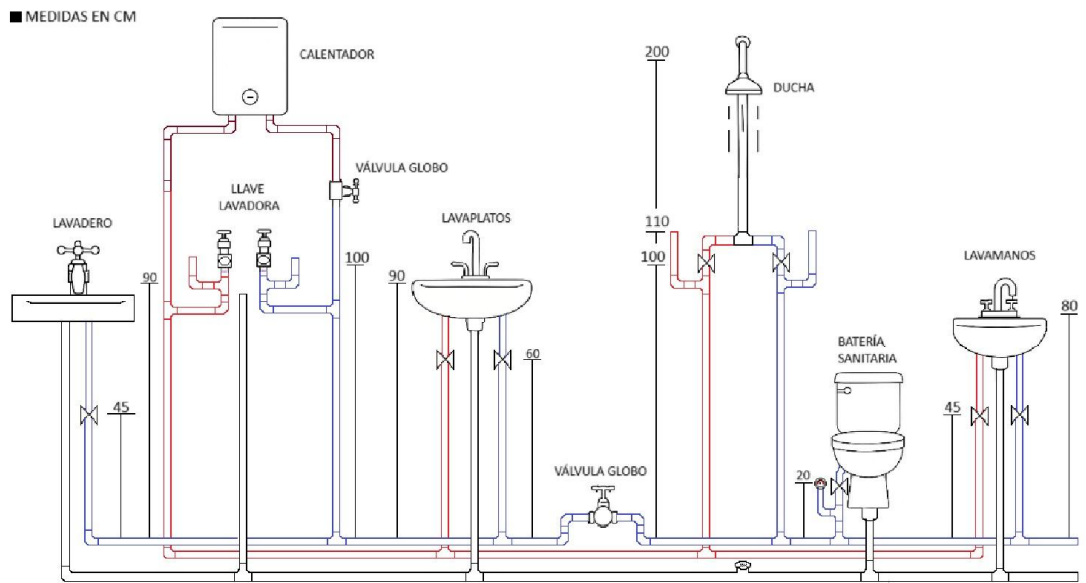 MEDIDAS EN CM
CALENTADOR
200
DUCHA
VÁLVULA GLOBO
LLAVE
LAVADORA
LAVADERO
LAVAPLATOS
110
100
100
LAVAMANOS
90
90
80
BATERÍA
SANITARIA
60
45
45
VÁLVULA GLOBO
20